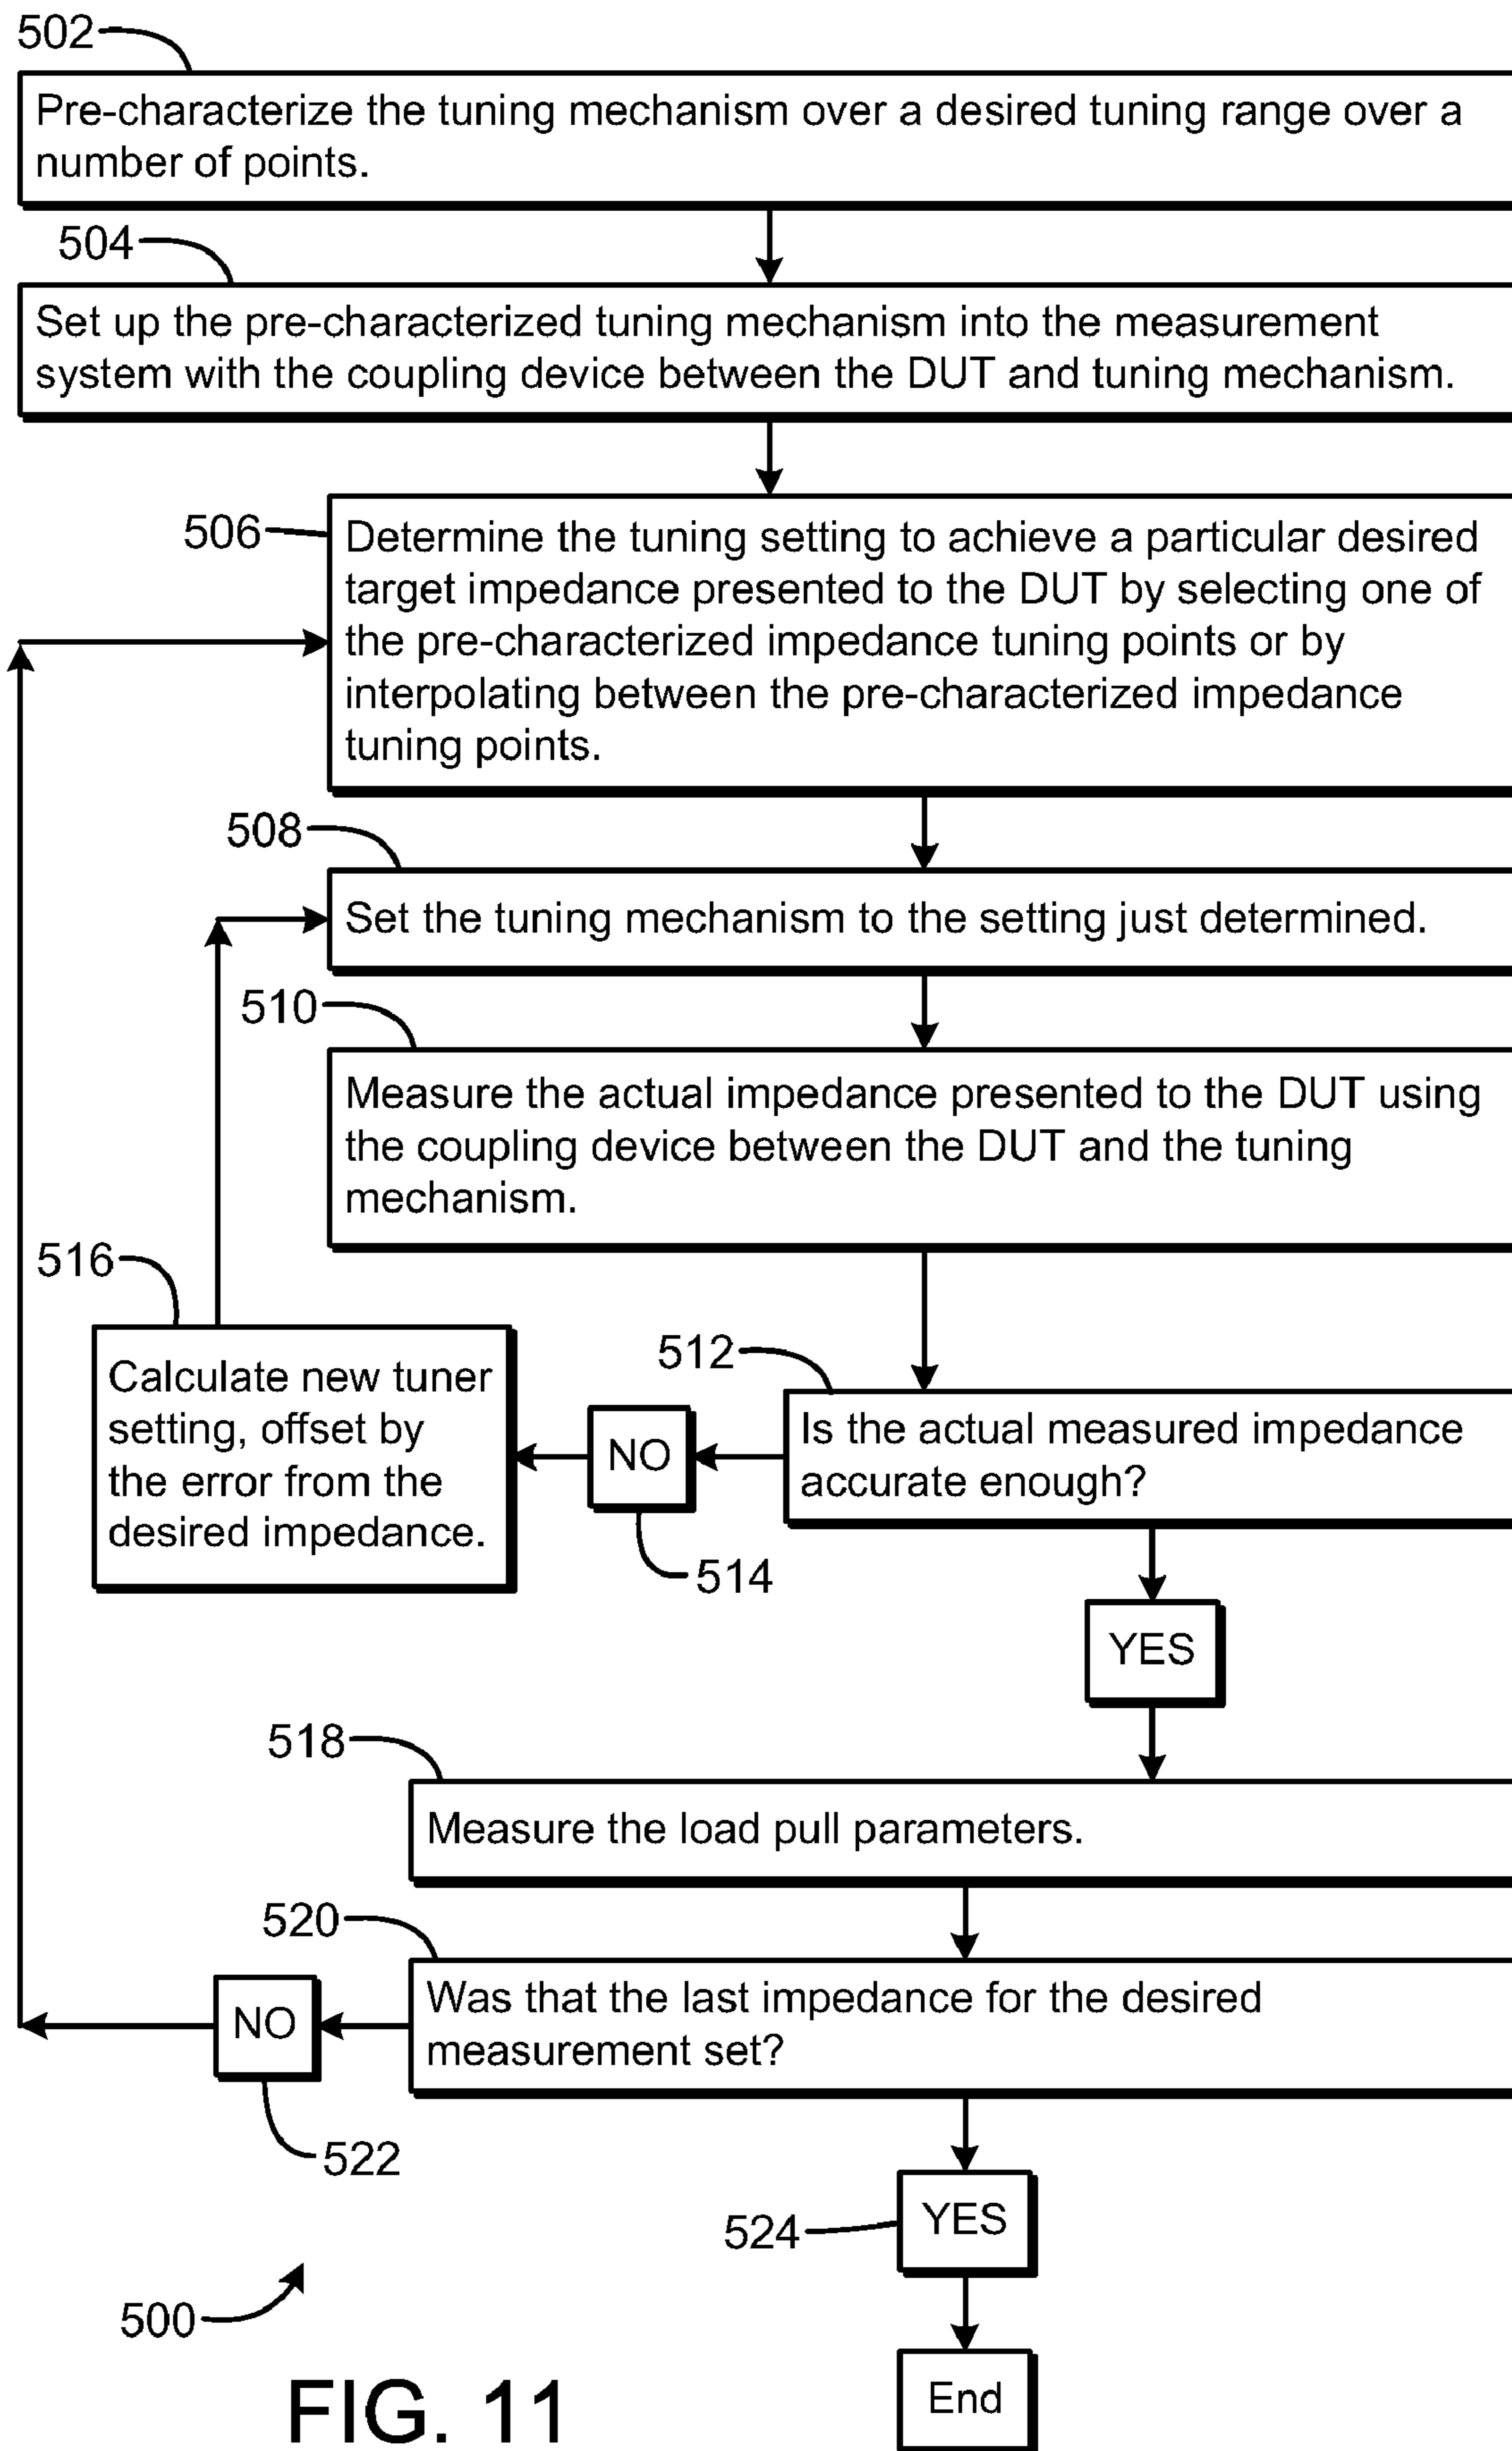 502
Pre-characterize the tuning mechanism over a desired tuning range over a
number of points.
504
Set up the pre-characterized tuning mechanism into the measurement
system with the coupling device between the DUT and tuning mechanism.
506
Determine the tuning setting to achieve a particular desired
target impedance presented to the DUT by selecting one of
the pre-characterized impedance tuning points or by
interpolating between the pre-characterized impedance
tuning points.
508
Set the tuning mechanism to the setting just determined.
510
Measure the actual impedance presented to the DUT using
the coupling device between the DUT and the tuning
mechanism.
516
Calculate new tuner
setting, offset by
the error from the
desired impedance.
512
Is the actual measured impedance
accurate enough?
NO
514
YES
518
Measure the load pull parameters.
520
Was that the last impedance for the desired
measurement set?
NO
522
YES
524
500
End
FIG. 11